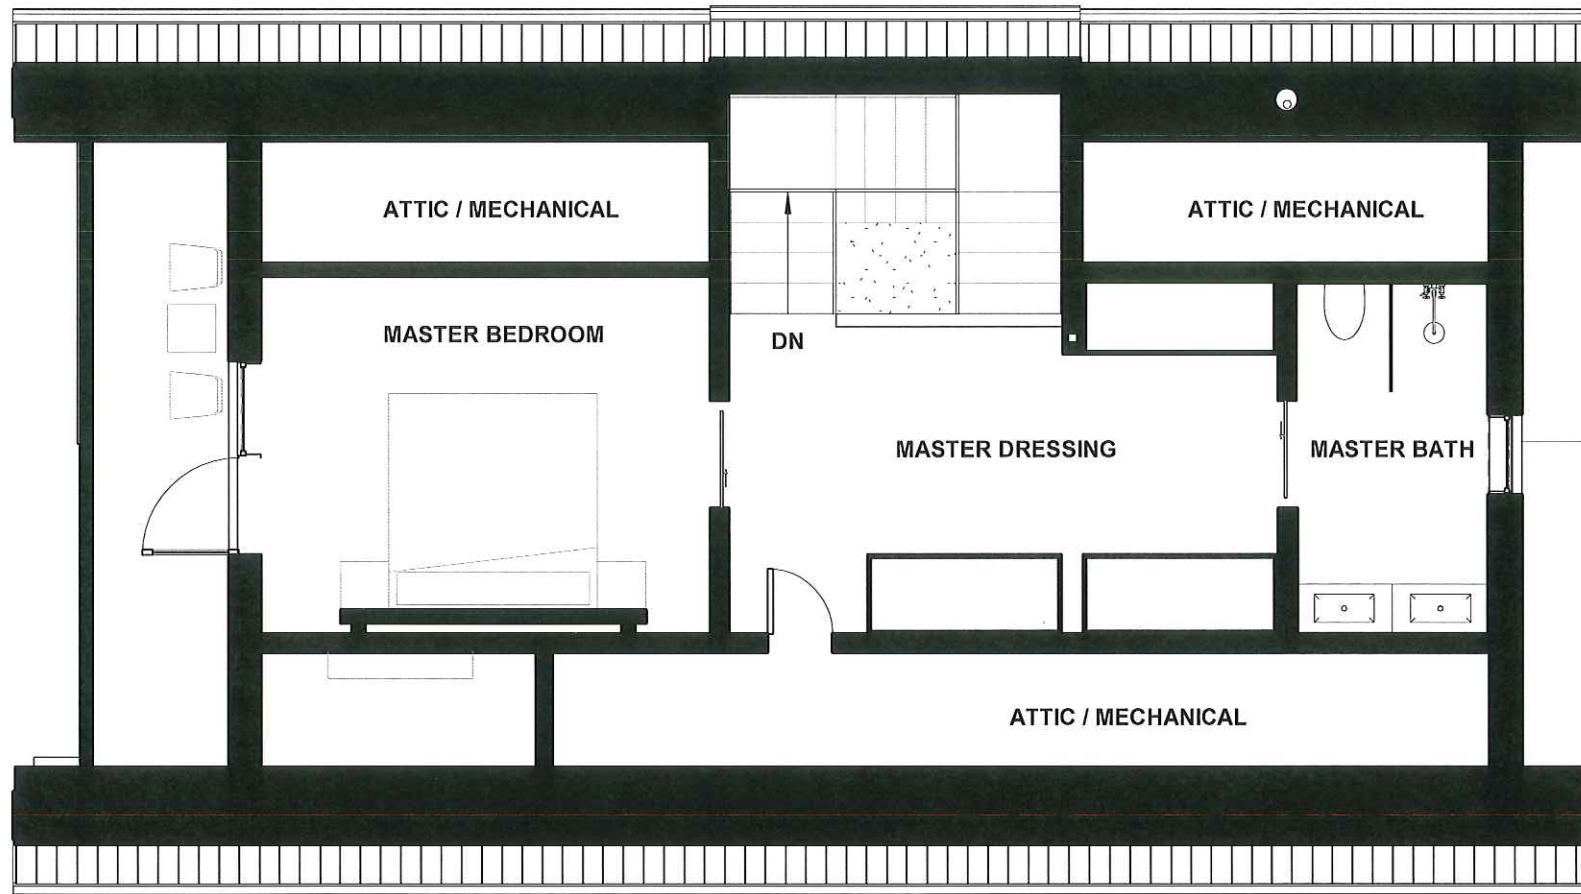 ATTIC / MECHANICAL
ATTIC / MECHANICAL
MASTER BEDROOM
DN
MASTER DRESSING
MASTER BATH
ATTIC / MECHANICAL